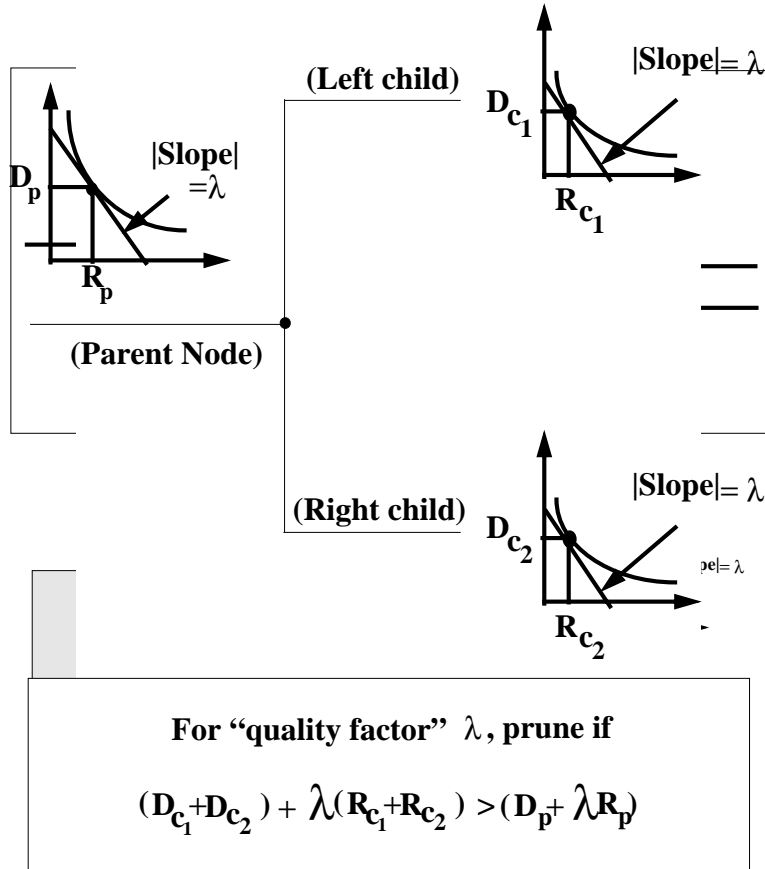 (Left child)
|Slope|= λ
D_c₁
R_c₁
|Slope|
=λ
D_p
R_p
(Parent Node)
(Right child)
|Slope|= λ
D_c₂
R_c₂
pe|= λ
For “quality factor” λ, prune if
(D_c₁+D_c₂) + λ(R_c₁+R_c₂) >(D_p+ λR_p)